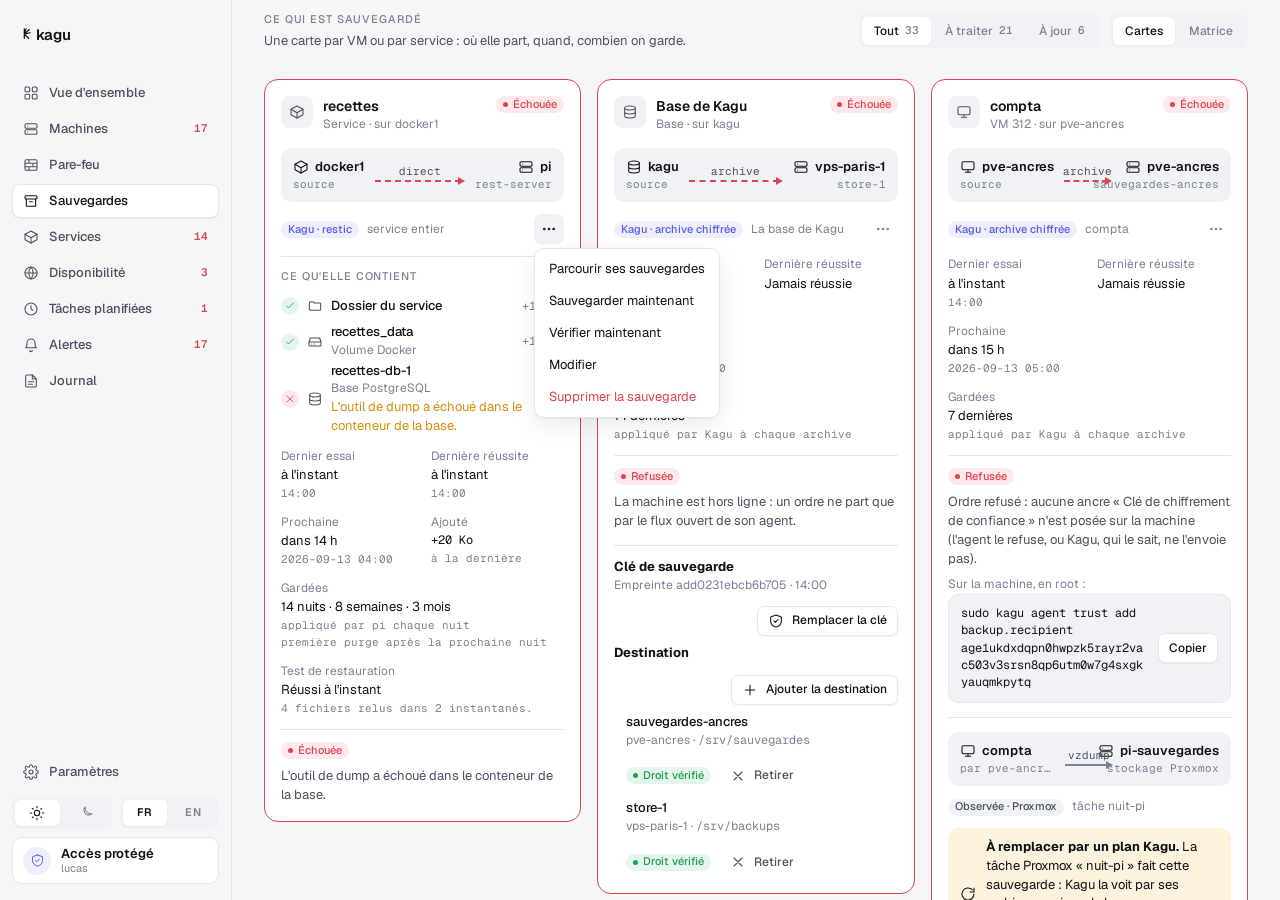 kagu
Vue d'ensemble
Machines 17
Pare-feu
Sauvegardes
Services 14
Disponibilité 3
Tâches planifiées 1
Alertes 17
Journal
Paramètres
FR EN
Accès protégé
lucas
CE QUI EST SAUVEGARDÉ
Une carte par VM ou par service : où elle part, quand, combien on garde.
Tout 33 À traiter 21 À jour 6
Cartes Matrice
recettes
Échouée
Service · sur docker1
docker1 direct pi
source rest-server
Kagu · restic service entier
CE QU'ELLE CONTIENT
Dossier du service
recettes_data
Volume Docker
recettes-db-1
Base PostgreSQL
L'outil de dump a échoué dans le
conteneur de la base.
Dernier essai Dernière réussite
à l'instant à l'instant
14:00 14:00
Prochaine Ajouté
dans 14 h +20 Ko
2026-09-13 04:00 à la dernière
Gardées
14 nuits · 8 semaines · 3 mois
appliqué par pi chaque nuit
première purge après la prochaine nuit
Test de restauration
Réussi à l'instant
4 fichiers relus dans 2 instantanés.
Échouée
L'outil de dump a échoué dans le conteneur de
la base.
Parcourir ses sauvegardes
Sauvegarder maintenant
Vérifier maintenant
Modifier
Supprimer la sauvegarde
Base de Kagu
Échouée
Base · sur kagu
kagu archive vps-paris-1
source store-1
Kagu · archive chiffrée La base de Kagu
Dernière réussite
Jamais réussie
appliqué par Kagu à chaque archive
Refusée
La machine est hors ligne : un ordre ne part que
par le flux ouvert de son agent.
Clé de sauvegarde
Empreinte add0231ebcb6b705 · 14:00
Remplacer la clé
Destination
Ajouter la destination
sauvegardes-ancres
pve-ancres · /srv/sauvegardes
Droit vérifié Retirer
store-1
vps-paris-1 · /srv/backups
Droit vérifié Retirer
compta
Échouée
VM 312 · sur pve-ancres
pve-ancres archive pve-ancres
source sauvegardes-ancres
Kagu · archive chiffrée compta
Dernier essai Dernière réussite
à l'instant Jamais réussie
14:00
Prochaine
dans 15 h
2026-09-13 05:00
Gardées
7 dernières
appliqué par Kagu à chaque archive
Refusée
Ordre refusé : aucune ancre « Clé de chiffrement
de confiance » n'est posée sur la machine
(l'agent le refuse, ou Kagu, qui le sait, ne l'envoie
pas).
Sur la machine, en root :
sudo kagu agent trust add
backup.recipient
age1ukdxdqpn0hwpzk5rayr2va
c503v3srsn8qp6utm0w7g4sxgk
yauqmkpytq
Copier
compta vzdump pi-sauvegardes
par pve-ancr… stockage Proxmox
Observée · Proxmox tâche nuit-pi
À remplacer par un plan Kagu. La
tâche Proxmox « nuit-pi » fait cette
sauvegarde : Kagu la voit par ses